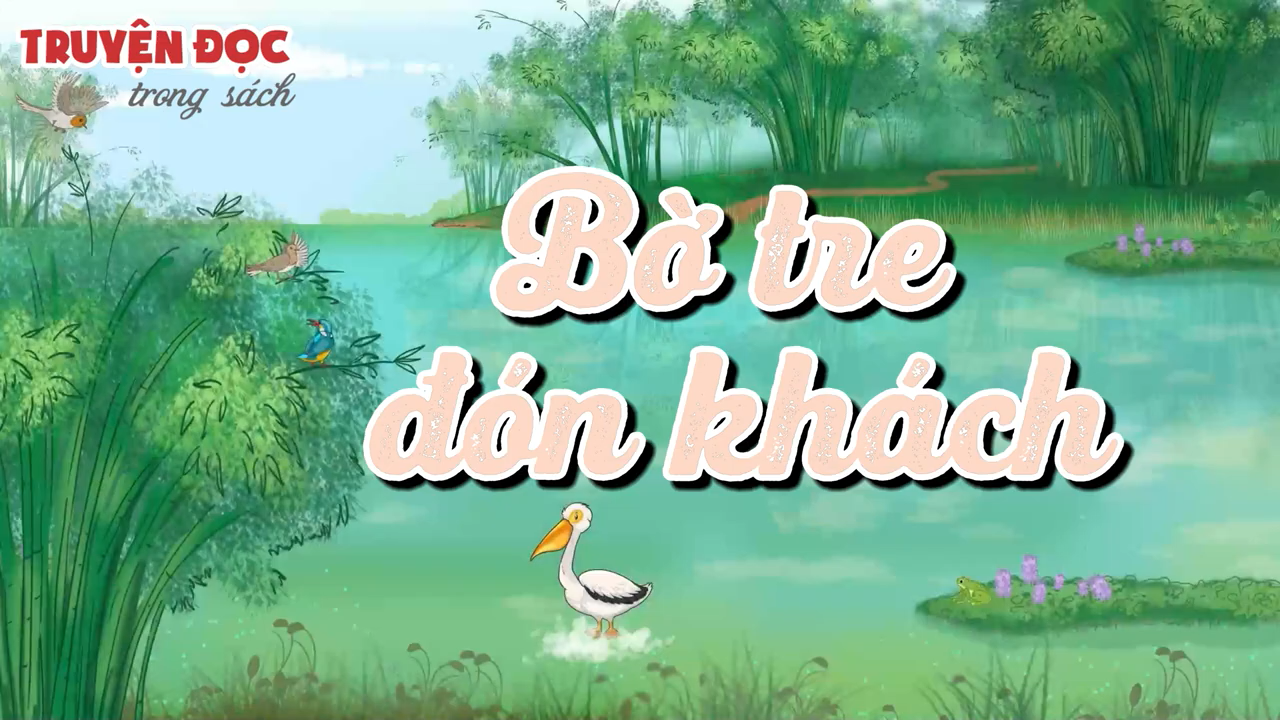 TRUYỆN ĐỌC
trong sách
Bờ tre
đón khách